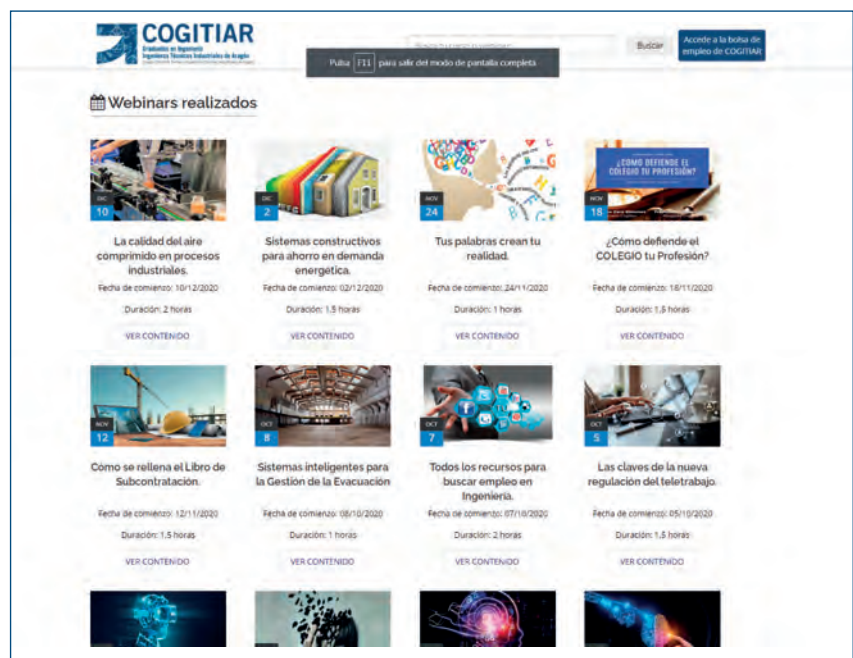 COGITIAR
Graduados en Ingeniería
Ingenieros Técnicos Industriales de Aragón
Buscar
Accede a la bolsa de
empleo de COGITIAR
Pulsa F11 para salir del modo de pantalla completa
Webinars realizados
DIC
10
DIC
2
NOV
24
¿COMO DEFIENDE EL
COLEGIO TU PROFESIÓN?
NOV
18
La calidad del aire
comprimido en procesos
industriales.
Fecha de comienzo: 10/12/2020
Duración: 2 horas
VER CONTENIDO
Sistemas constructivos
para ahorro en demanda
energética.
Fecha de comienzo: 02/12/2020
Duración: 1.5 horas
VER CONTENIDO
Tus palabras crean tu
realidad.
Fecha de comienzo: 24/11/2020
Duración: 1 horas
VER CONTENIDO
¿Cómo defiende el
COLEGIO tu Profesión?
Fecha de comienzo: 18/11/2020
Duración: 1.5 horas
VER CONTENIDO
NOV
12
OCT
8
OCT
7
OCT
5
Cómo se rellena el Libro de
Subcontratación.
Fecha de comienzo: 12/11/2020
Duración: 1.5 horas
VER CONTENIDO
Sistemas inteligentes para
la Gestión de la Evacuación
Fecha de comienzo: 08/10/2020
Duración: 1 horas
VER CONTENIDO
Todos los recursos para
buscar empleo en
Ingeniería.
Fecha de comienzo: 07/10/2020
Duración: 2 horas
VER CONTENIDO
Las claves de la nueva
regulación del teletrabajo.
Fecha de comienzo: 05/10/2020
Duración: 1.5 horas
VER CONTENIDO